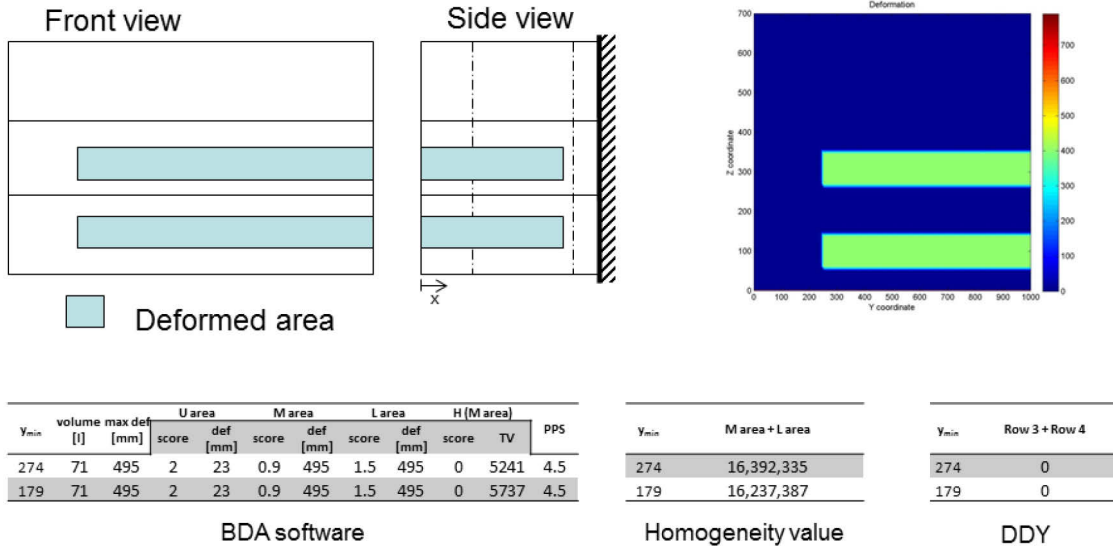 Front view
Side view
x
Deformed area
Deformation
700
600
500
400
300
200
100
0
Z coordinate
0 100 200 300 400 500 600 700 800 900 1000
Y coordinate
700
600
500
400
300
200
100
0
y_min volume [l] max def [mm] U area M area L area H (M area) PPS
score def [mm] score def [mm] score def [mm] score TV
274 71 495 2 23 0.9 495 1.5 495 0 5241 4.5
179 71 495 2 23 0.9 495 1.5 495 0 5737 4.5
BDA software
y_min M area + L area
274 16,392,335
179 16,237,387
Homogeneity value
y_min Row 3 + Row 4
274 0
179 0
DDY